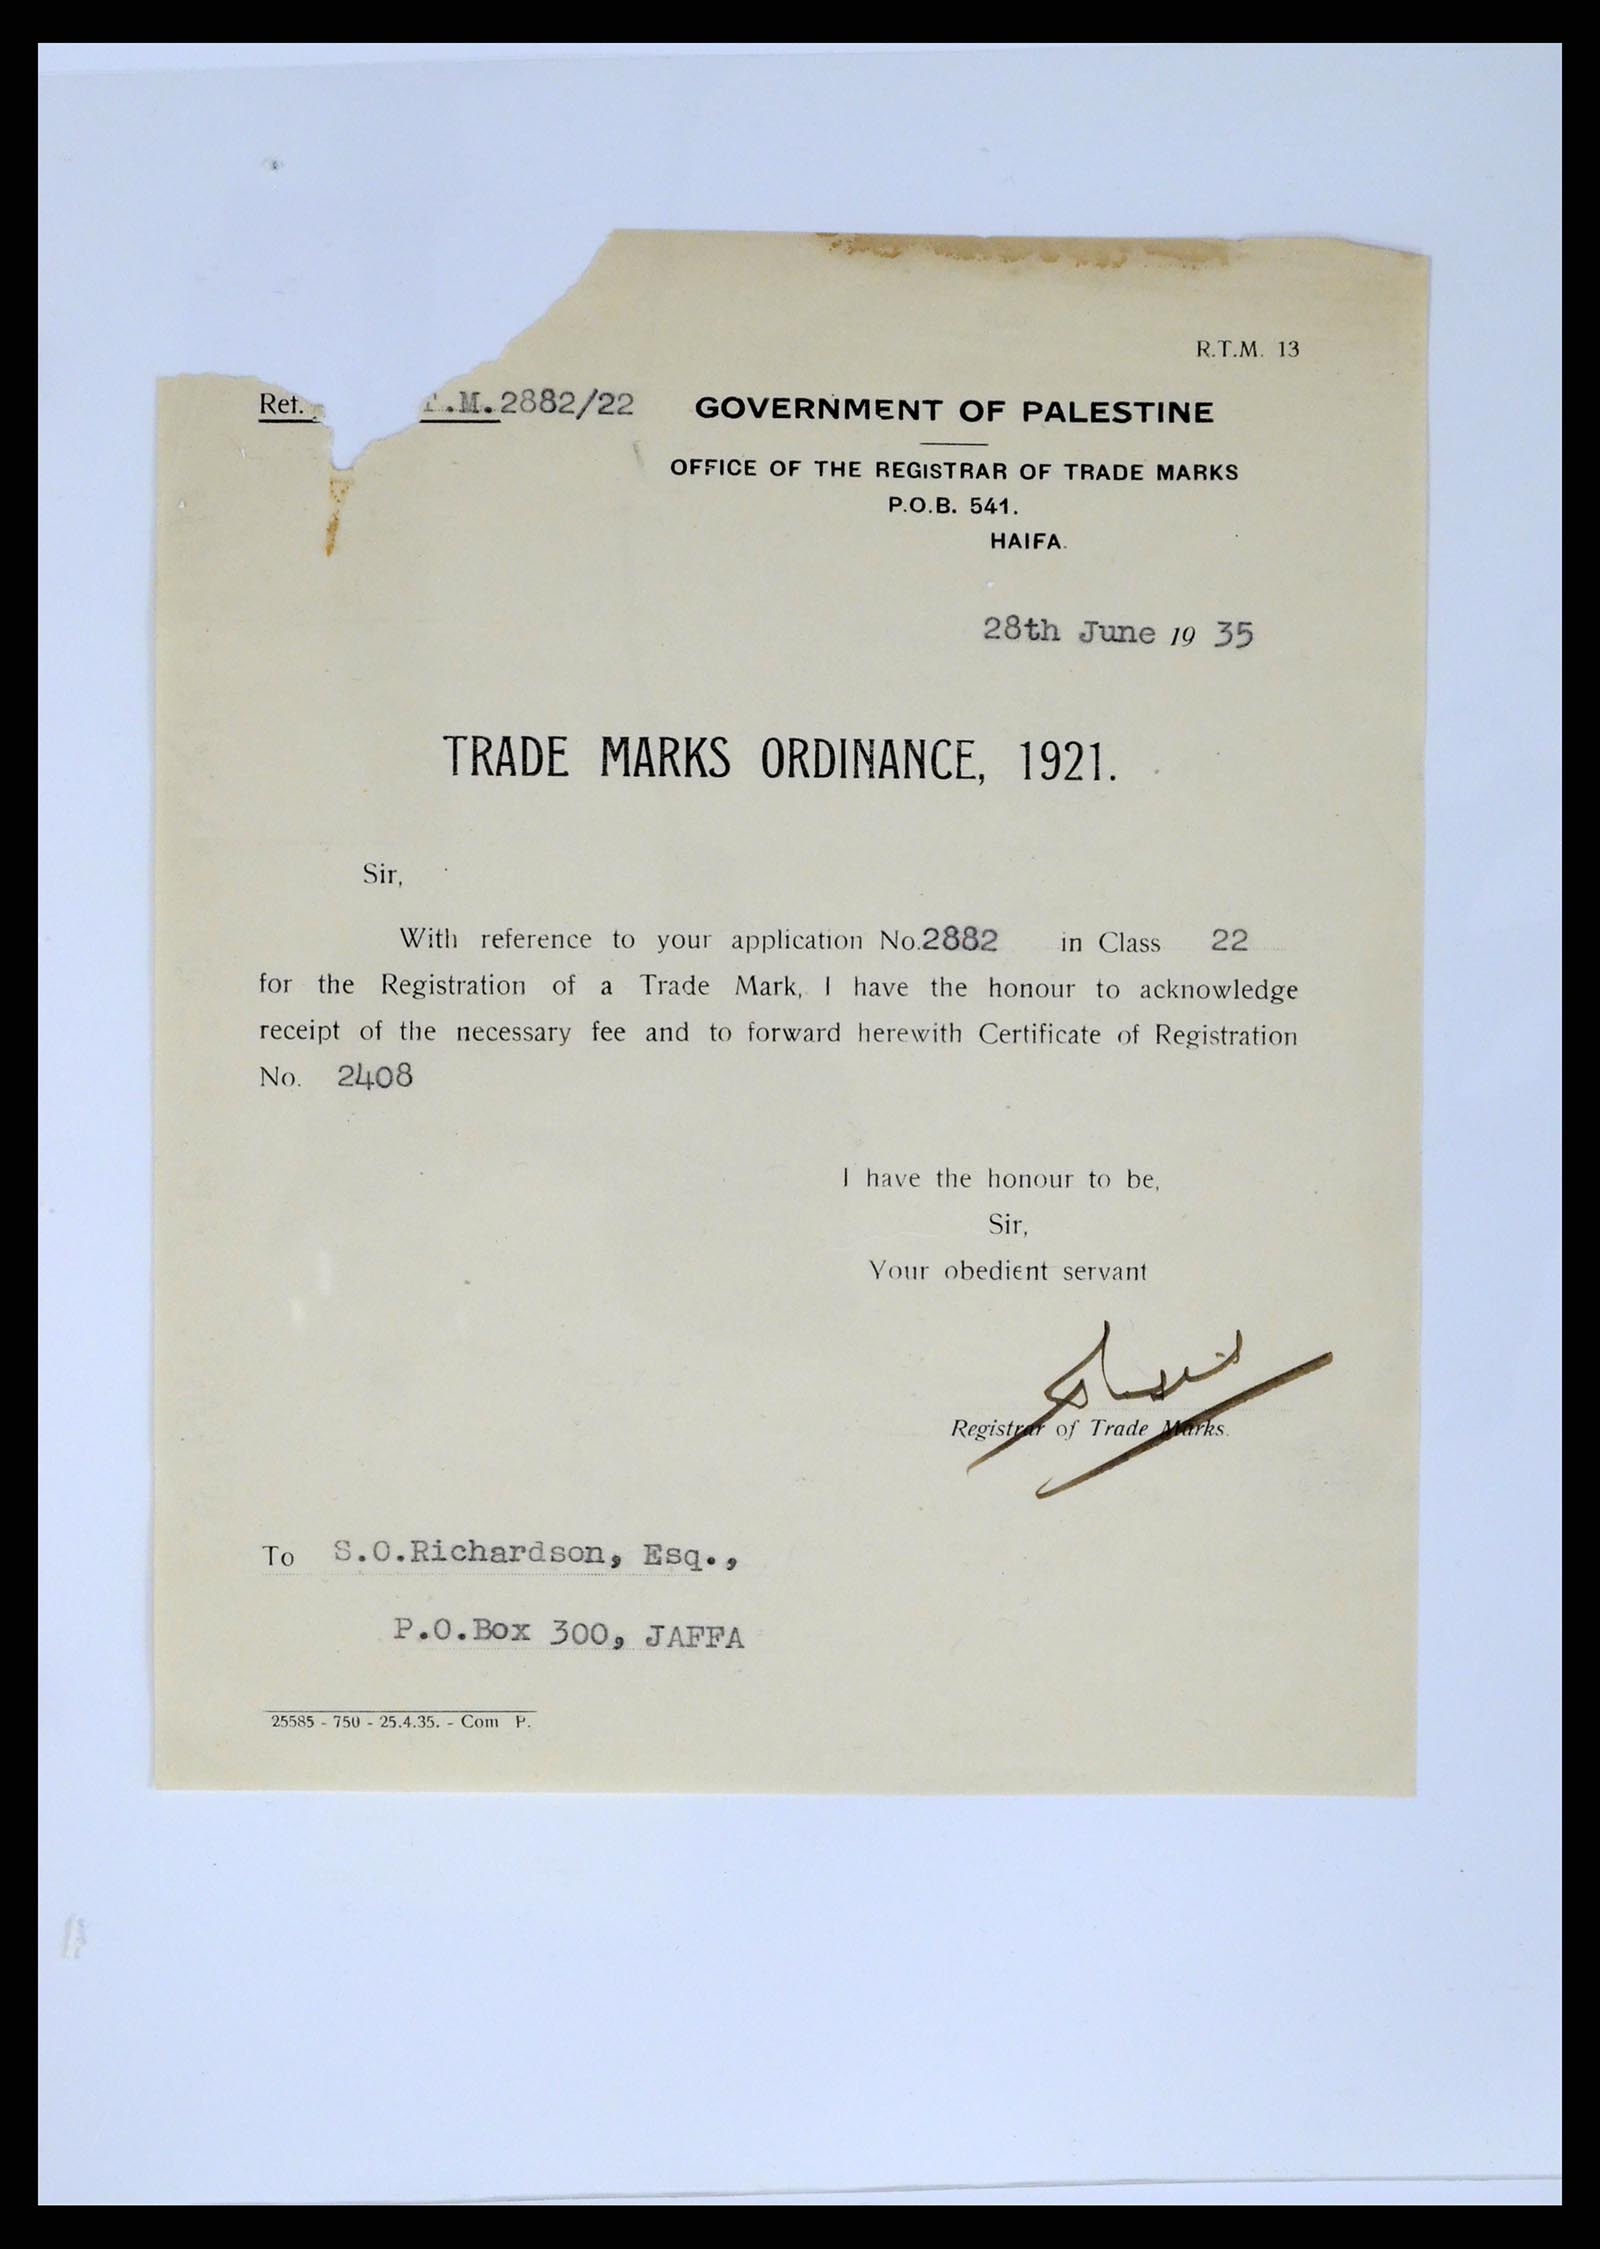 R.T.M. 13
Ref. .M.2882/22
GOVERNMENT OF PALESTINE
OFFICE OF THE REGISTRAR OF TRADE MARKS
P.O.B. 541.
HAIFA.
28th June 19 35
TRADE MARKS ORDINANCE, 1921.
Sir,
With reference to your application No.2882 in Class 22
for the Registration of a Trade Mark, I have the honour to acknowledge
receipt of the necessary fee and to forward herewith Certificate of Registration
No. 2408
I have the honour to be,
Sir,
Your obedient servant
Registrar of Trade Marks.
To S.O.Richardson, Esq.,
P.O.Box 300, JAFFA
25585 - 750 - 25.4.35. - Com P.